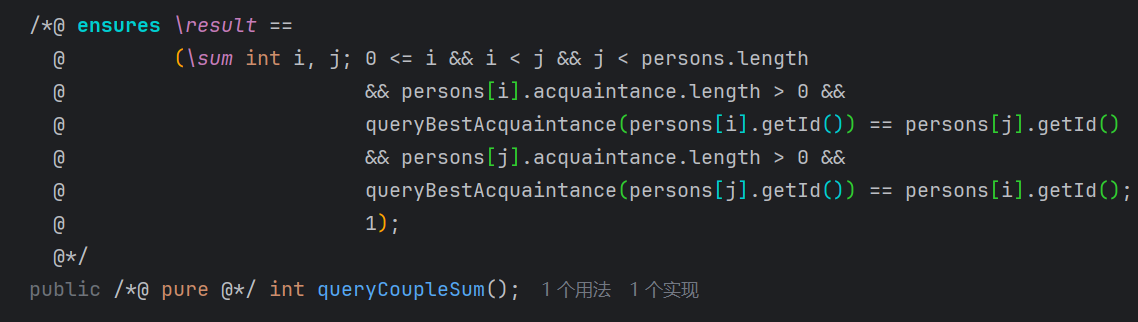 /*@ ensures \result ==
  @         (\sum int i, j; 0 <= i && i < j && j < persons.length
  @                         && persons[i].acquaintance.length > 0 &&
  @                         queryBestAcquaintance(persons[i].getId()) == persons[j].getId()
  @                         && persons[j].acquaintance.length > 0 &&
  @                         queryBestAcquaintance(persons[j].getId()) == persons[i].getId();
  @                         1);
  @*/
public /*@ pure @*/ int queryCoupleSum(); 1 个用法 1 个实现